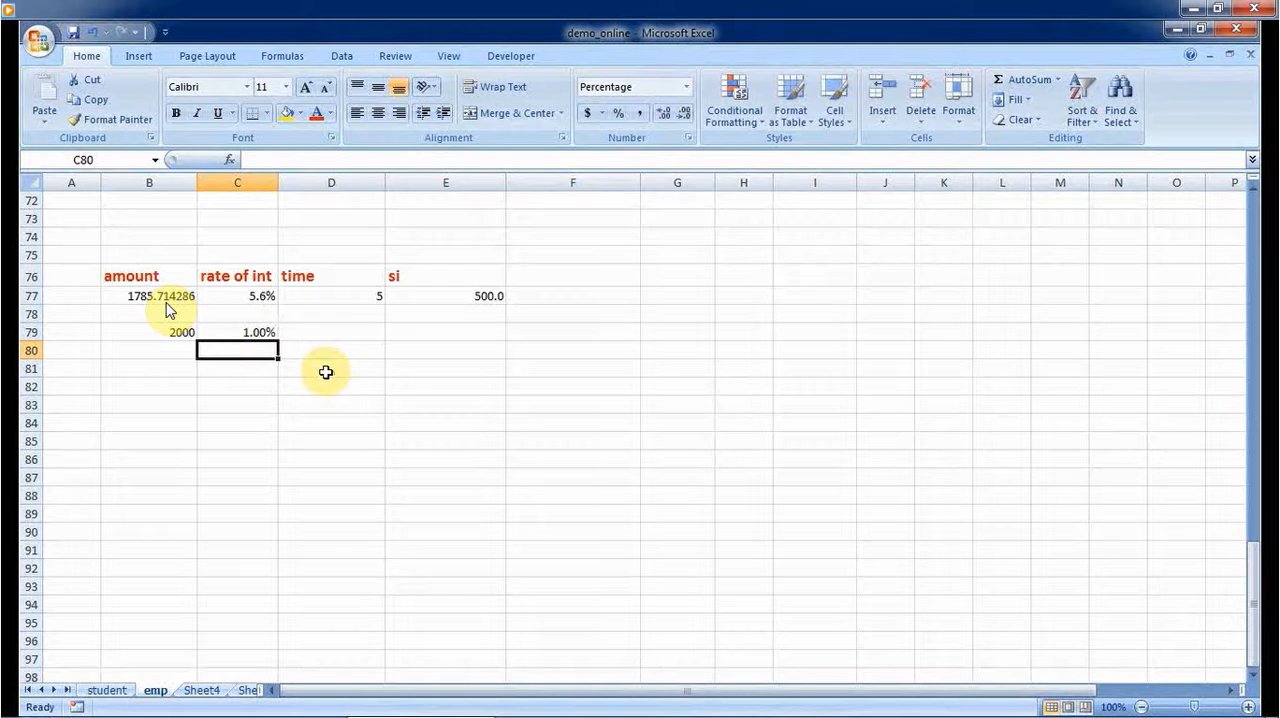 demo_online - Microsoft Excel
Home Insert Page Layout Formulas Data Review View Developer
Paste
Cut
Copy
Format Painter
Clipboard
Calibri 11
B I U
Font
Wrap Text
Merge & Center
Alignment
Percentage
$ % ,
Number
Conditional Formatting
Format as Table
Cell Styles
Styles
Insert Delete Format
Cells
AutoSum
Fill
Clear
Sort & Filter
Find & Select
Editing
C80 fx
A B C D E F G H I J K L M N O P
72
73
74
75
76 amount rate of int time si
77 1785.714286 5.6% 5 500.0
78
79 2000 1.00%
80
81
82
83
84
85
86
87
88
89
90
91
92
93
94
95
96
97
98
student emp Sheet4 She
Ready 100%